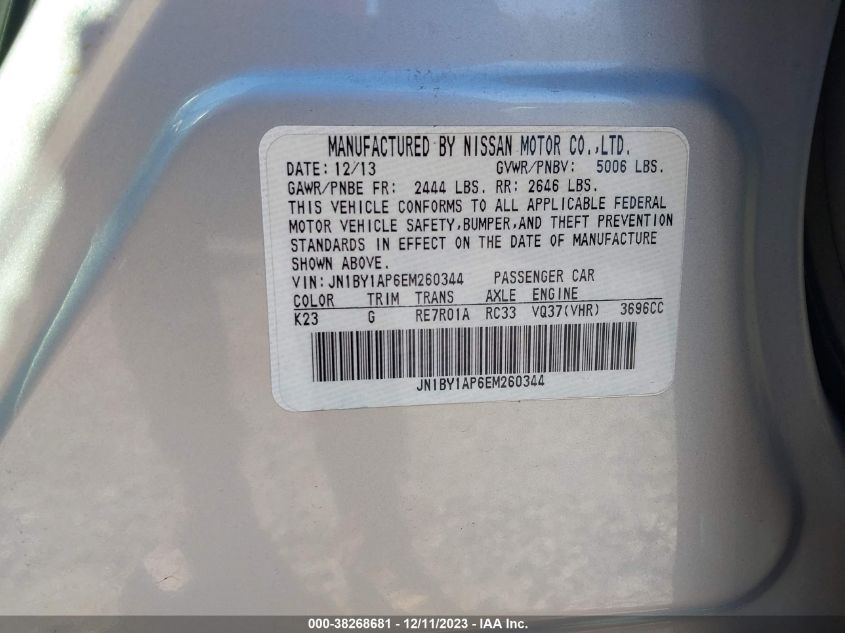 MANUFACTURED BY NISSAN MOTOR CO.,LTD.
DATE: 12/13 GVWR/PNBV: 5006 LBS.
GAWR/PNBE FR: 2444 LBS. RR: 2646 LBS.
THIS VEHICLE CONFORMS TO ALL APPLICABLE FEDERAL
MOTOR VEHICLE SAFETY,BUMPER,AND THEFT PREVENTION
STANDARDS IN EFFECT ON THE DATE OF MANUFACTURE
SHOWN ABOVE.
VIN:JN1BY1AP6EM260344 PASSENGER CAR
COLOR TRIM TRANS AXLE ENGINE
K23 G RE7R01A RC33 VQ37(VHR) 3696CC
JN1BY1AP6EM260344
000-38268681 - 12/11/2023 - IAA Inc.